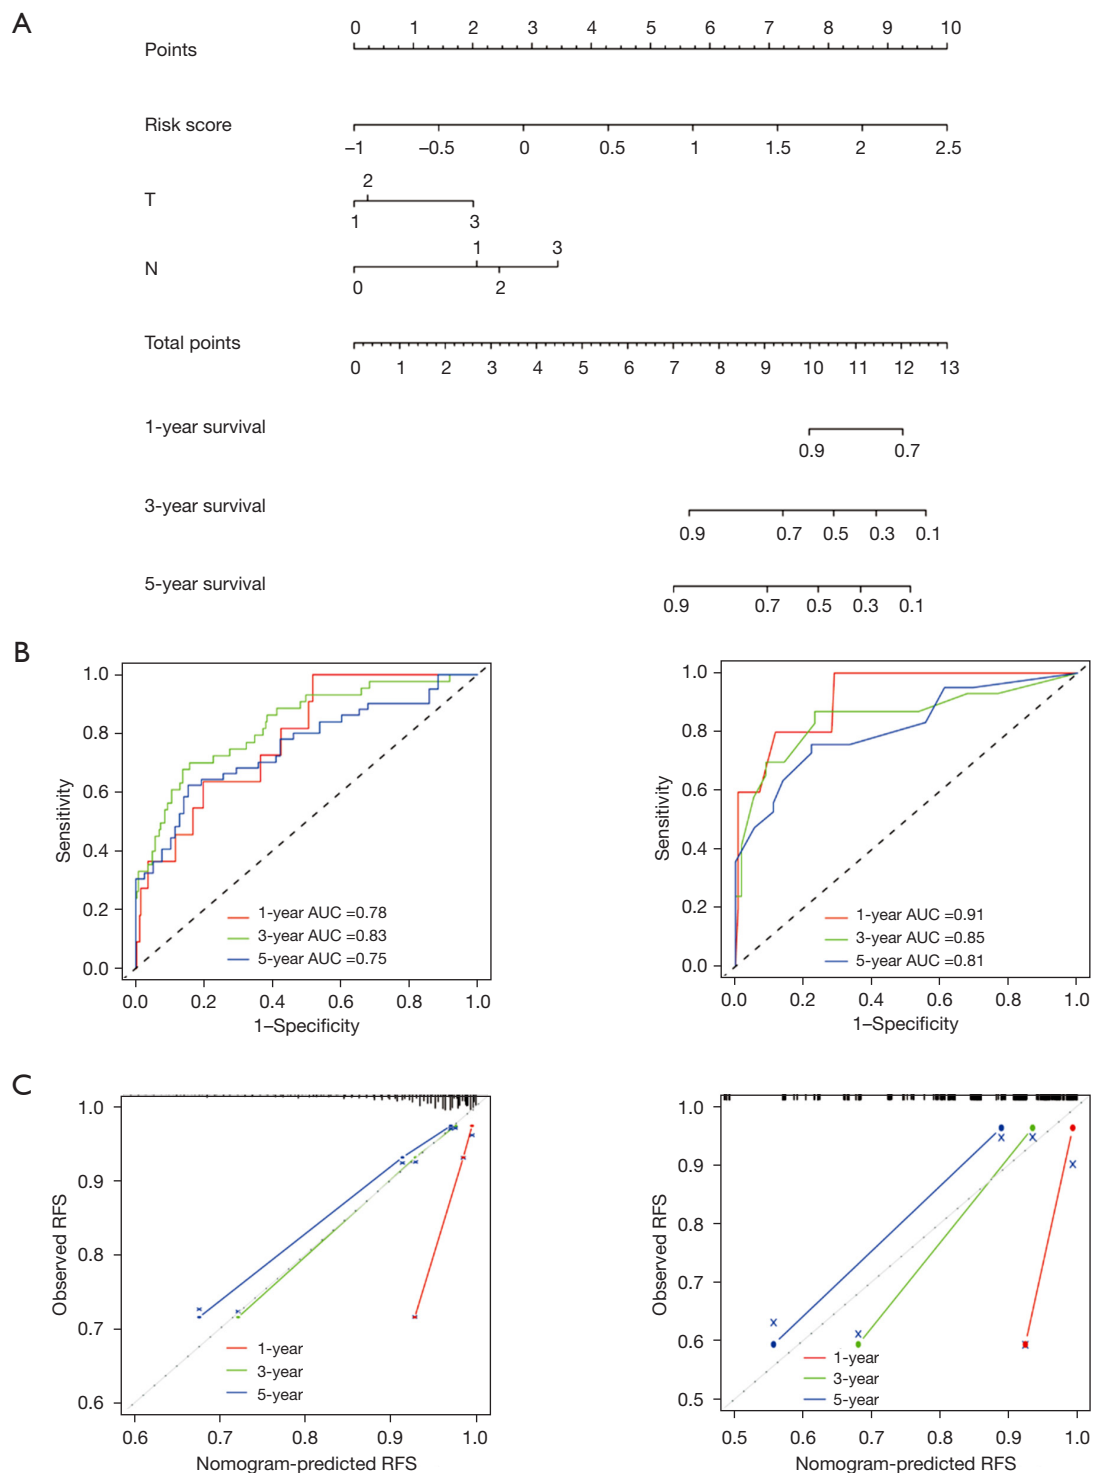 A
Points
0 1 2 3 4 5 6 7 8 9 10
Risk score
–1 –0.5 0 0.5 1 1.5 2 2.5
2
T
1 3
1 3
N
0 2
Total points
0 1 2 3 4 5 6 7 8 9 10 11 12 13
1-year survival
0.9 0.7
3-year survival
0.9 0.7 0.5 0.3 0.1
5-year survival
0.9 0.7 0.5 0.3 0.1
B
Sensitivity
1.0
0.8
0.6
0.4
0.2
0.0
1-year AUC =0.78
3-year AUC =0.83
5-year AUC =0.75
0.0 0.2 0.4 0.6 0.8 1.0
1–Specificity
Sensitivity
1.0
0.8
0.6
0.4
0.2
0.0
1-year AUC =0.91
3-year AUC =0.85
5-year AUC =0.81
0.0 0.2 0.4 0.6 0.8 1.0
1–Specificity
C
Observed RFS
1.0
0.9
0.8
0.7
0.6
1-year
3-year
5-year
0.6 0.7 0.8 0.9 1.0
Nomogram-predicted RFS
Observed RFS
1.0
0.9
0.8
0.7
0.6
0.5
1-year
3-year
5-year
0.5 0.6 0.7 0.8 0.9 1.0
Nomogram-predicted RFS